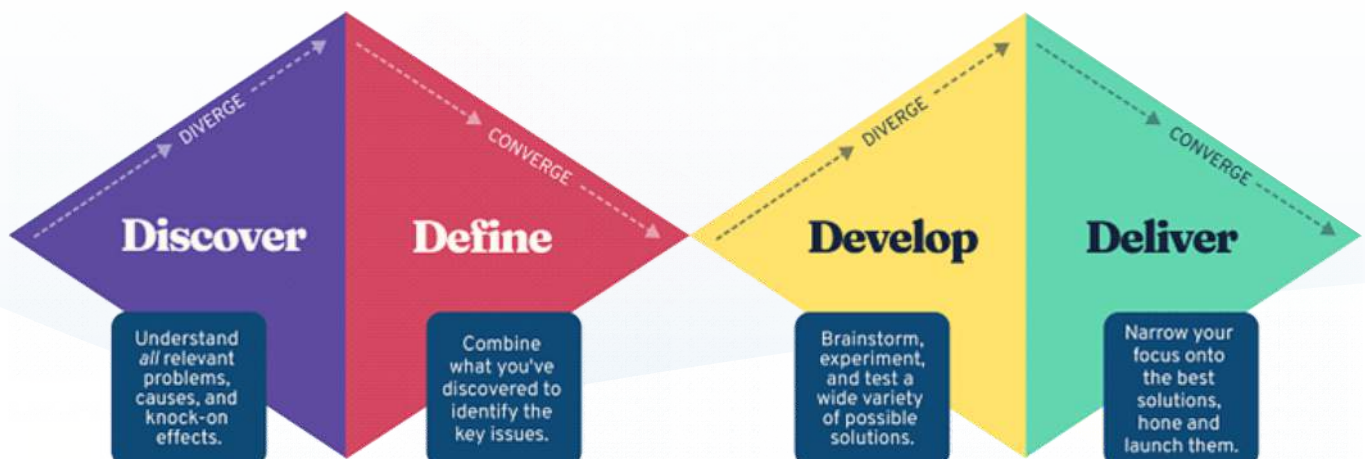 DIVERGE
CONVERGE
DIVERGE
CONVERGE
Discover
Define
Develop
Deliver
Understand
all relevant
problems,
causes, and
knock-on
effects.
Combine
what you've
discovered to
identify the
key issues.
Brainstorm,
experiment,
and test a
wide variety
of possible
solutions.
Narrow your
focus onto
the best
solutions,
hone and
launch them.